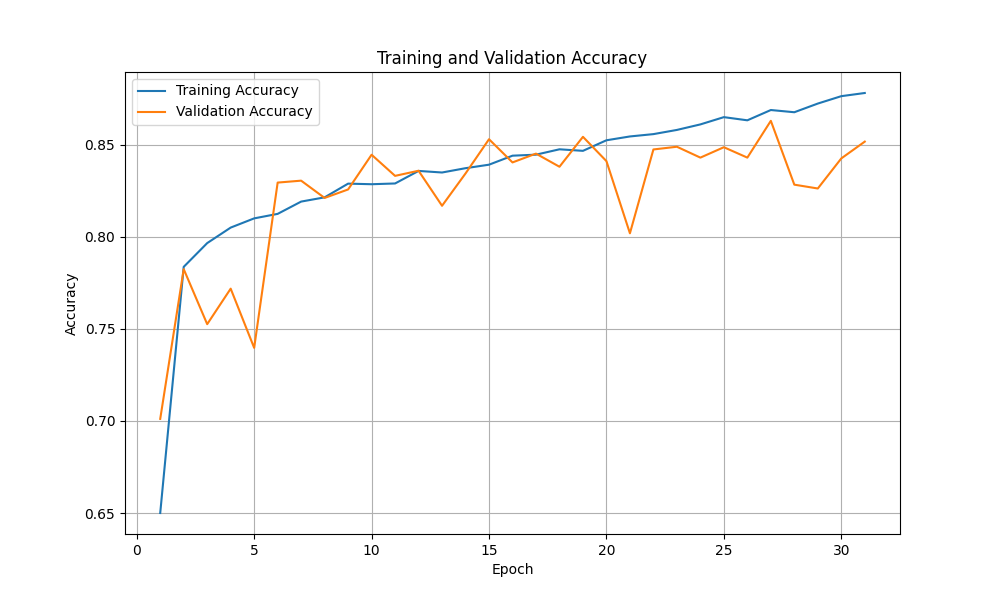 Training and Validation Accuracy
Training Accuracy
Validation Accuracy
0.85
0.80
0.75
0.70
0.65
Accuracy
0 5 10 15 20 25 30
Epoch